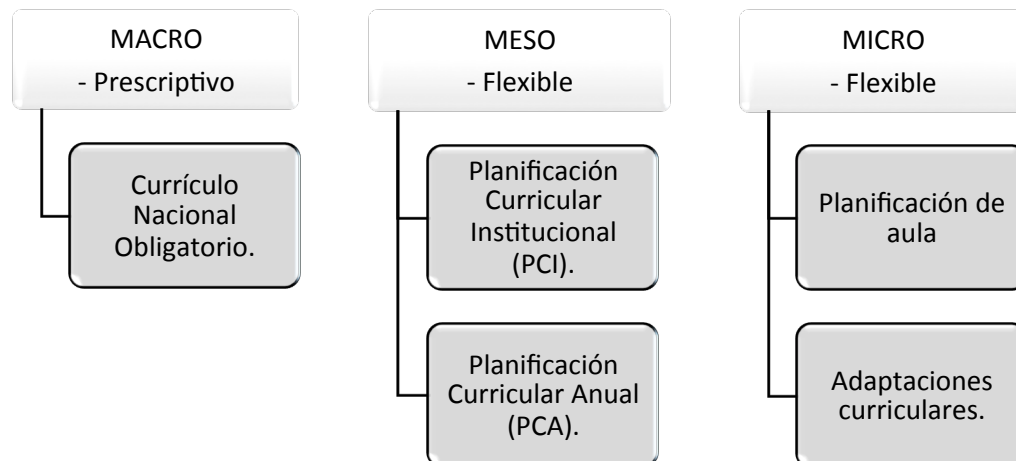 MACRO
- Prescriptivo
Currículo
Nacional
Obligatorio.
MESO
- Flexible
Planificación
Curricular
Institucional
(PCI).
Planificación
Curricular Anual
(PCA).
MICRO
- Flexible
Planificación de
aula
Adaptaciones
curriculares.